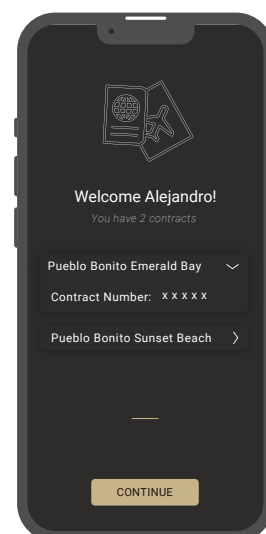 Welcome Alejandro!
You have 2 contracts
Pueblo Bonito Emerald Bay
Contract Number: x x x x x
Pueblo Bonito Sunset Beach
CONTINUE